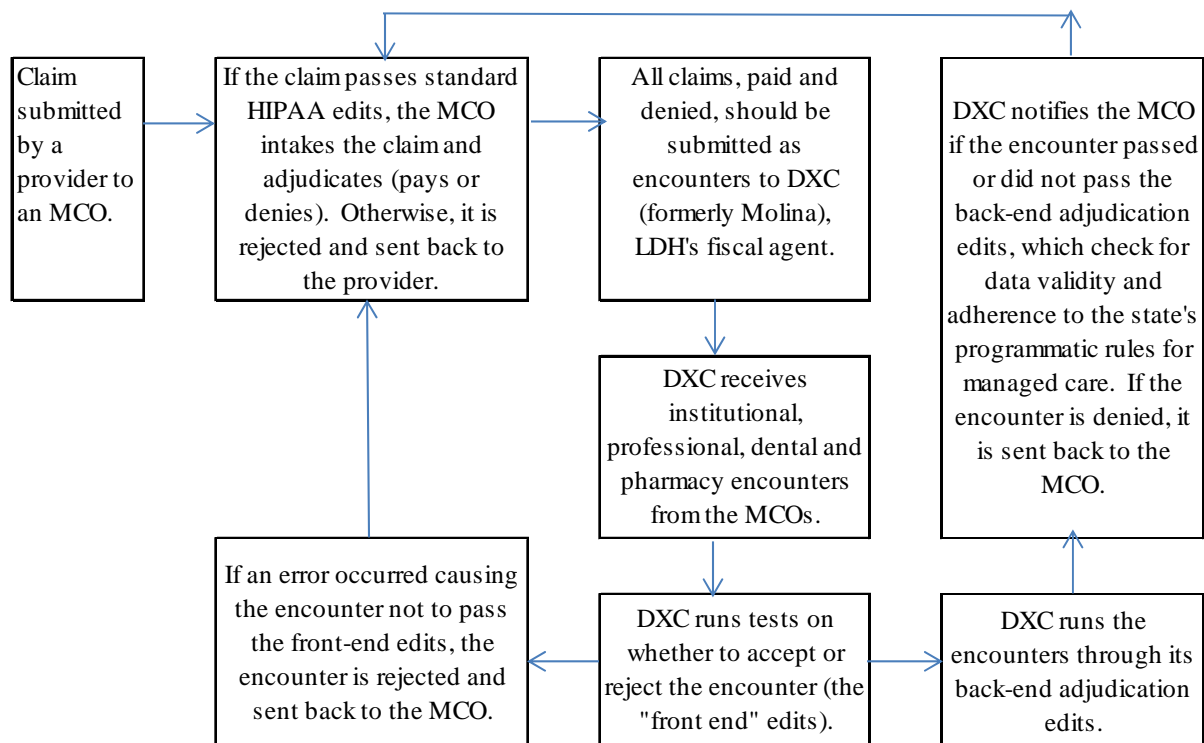 Claim
submitted
by a
provider to
an MCO.
If the claim passes standard
HIPAA edits, the MCO
intakes the claim and
adjudicates (pays or
denies). Otherwise, it is
rejected and sent back to
the provider.
All claims, paid and
denied, should be
submitted as
encounters to DXC
(formerly Molina),
LDH's fiscal agent.
DXC notifies the MCO
if the encounter passed
or did not pass the
back-end adjudication
edits, which check for
data validity and
adherence to the state's
programmatic rules for
managed care. If the
encounter is denied, it
is sent back to the
MCO.
DXC receives
institutional,
professional, dental and
pharmacy encounters
from the MCOs.
If an error occurred causing
the encounter not to pass
the front-end edits, the
encounter is rejected and
sent back to the MCO.
DXC runs tests on
whether to accept or
reject the encounter (the
"front end" edits).
DXC runs the
encounters through its
back-end adjudication
edits.